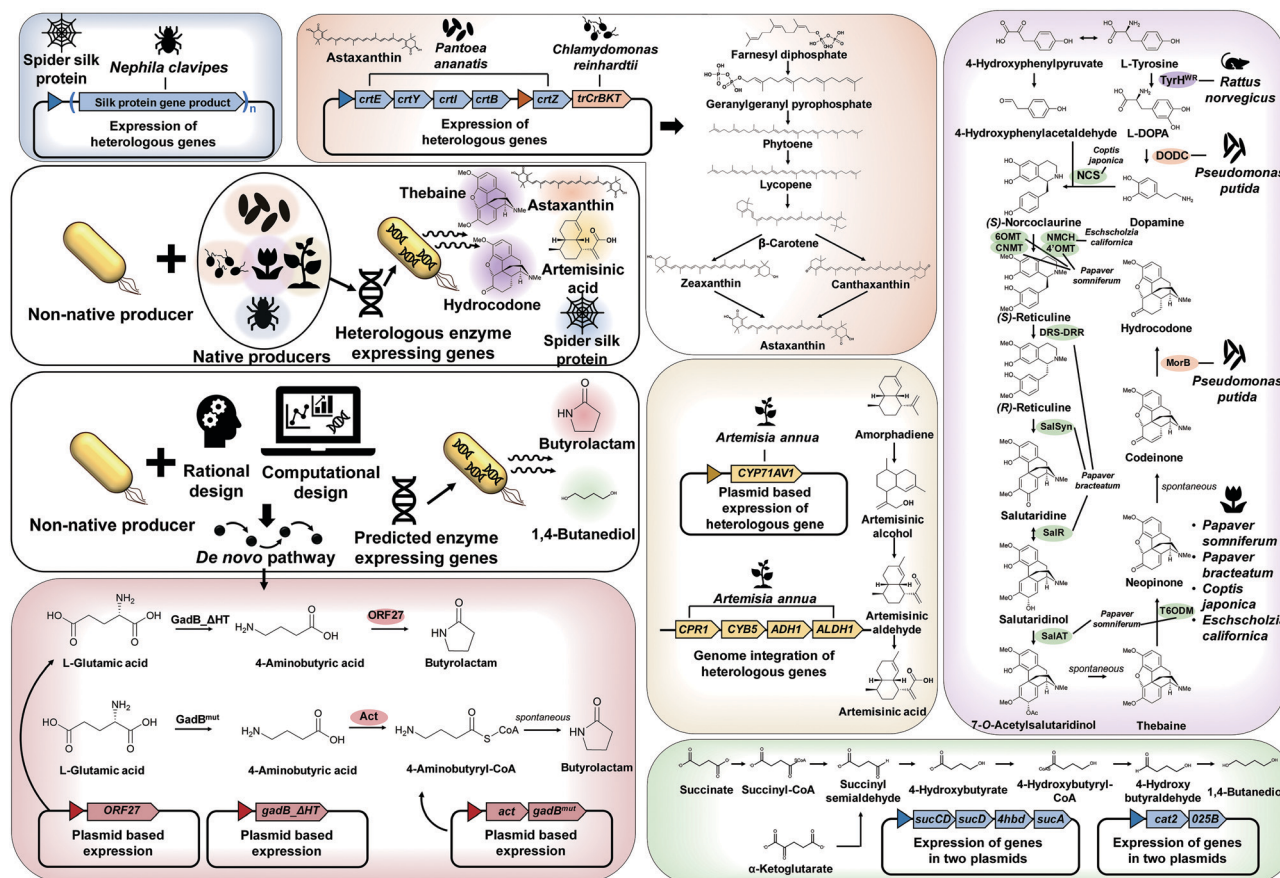 Spider silk
protein
Nephila clavipes
Silk protein gene product
n
Expression of
heterologous genes
Astaxanthin
Pantoea
ananatis
Chlamydomonas
reinhardtii
crtE
crtY
crtI
crtB
crtZ
trCrBKT
Expression of
heterologous genes
Farnesyl diphosphate
Geranylgeranyl pyrophosphate
Phytoene
Lycopene
β-Carotene
Zeaxanthin
Canthaxanthin
Astaxanthin
Non-native producer
Native producers
Heterologous enzyme
expressing genes
Thebaine
Astaxanthin
Hydrocodone
Artemisinic
acid
Spider silk
protein
Non-native producer
Rational
design
Computational
design
De novo pathway
Predicted enzyme
expressing genes
Butyrolactam
1,4-Butanediol
L-Glutamic acid
GadB_ΔHT
4-Aminobutyric acid
ORF27
Butyrolactam
L-Glutamic acid
GadBmut
4-Aminobutyric acid
Act
4-Aminobutyryl-CoA
spontaneous
Butyrolactam
ORF27
Plasmid based
expression
gadB_ΔHT
Plasmid based
expression
act
gadBmut
Plasmid based
expression
Artemisia annua
CYP71AV1
Plasmid based
expression of
heterologous gene
Artemisia annua
CPR1
CYB5
ADH1
ALDH1
Genome integration of
heterologous genes
Amorphadiene
Artemisinic
alcohol
Artemisinic
aldehyde
Artemisinic acid
4-Hydroxyphenylpyruvate
L-Tyrosine
TyrHWR
Rattus
norvegicus
4-Hydroxyphenylacetaldehyde
L-DOPA
Coptis
japonica
NCS
DODC
Pseudomonas
putida
(S)-Norcoclaurine
Dopamine
6OMT
CNMT
NMCH
4'OMT
Eschscholzia
californica
Papaver
somniferum
(S)-Reticuline
Hydrocodone
DRS-DRR
MorB
Pseudomonas
putida
(R)-Reticuline
SalSyn
Codeinone
Papaver
bracteatum
spontaneous
Salutaridine
SalR
Neopinone
• Papaver
somniferum
• Papaver
bracteatum
• Coptis
japonica
• Eschscholzia
californica
Salutaridinol
Papaver
somniferum
T6ODM
SalAT
spontaneous
7-O-Acetylsalutaridinol
Thebaine
Succinate
Succinyl-CoA
Succinyl
semialdehyde
4-Hydroxybutyrate
4-Hydroxybutyryl-
CoA
4-Hydroxy
butyraldehyde
1,4-Butanediol
α-Ketoglutarate
sucCD
sucD
4hbd
sucA
Expression of genes
in two plasmids
cat2
025B
Expression of genes
in two plasmids